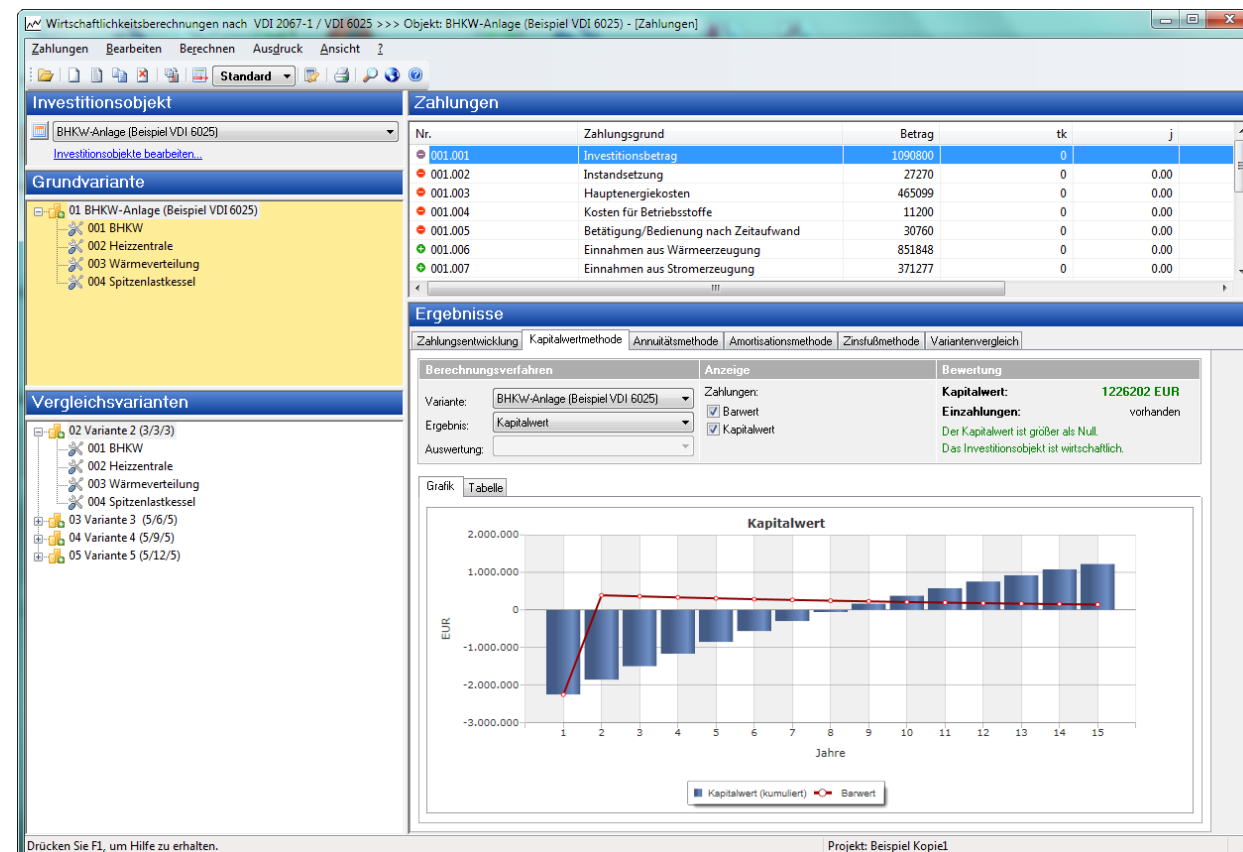 Wirtschaftlichkeitsberechnungen nach VDI 2067-1 / VDI 6025 >>> Objekt: BHKW-Anlage (Beispiel VDI 6025) - [Zahlungen]
Zahlungen Bearbeiten Berechnen Ausdruck Ansicht ?
Standard
Investitionsobjekt
BHKW-Anlage (Beispiel VDI 6025)
Investitionsobjekte bearbeiten...
Grundvariante
01 BHKW-Anlage (Beispiel VDI 6025)
001 BHKW
002 Heizzentrale
003 Wärmeverteilung
004 Spitzenlastkessel
Vergleichsvarianten
02 Variante 2 (3/3/3)
001 BHKW
002 Heizzentrale
003 Wärmeverteilung
004 Spitzenlastkessel
03 Variante 3 (5/6/5)
04 Variante 4 (5/9/5)
05 Variante 5 (5/12/5)
Zahlungen
Nr. Zahlungsgrund Betrag tk j
001.001 Investitionsbetrag 1090800 0
001.002 Instandsetzung 27270 0 0.00
001.003 Hauptenergiekosten 465099 0 0.00
001.004 Kosten für Betriebsstoffe 11200 0 0.00
001.005 Betätigung/Bedienung nach Zeitaufwand 30760 0 0.00
001.006 Einnahmen aus Wärmeerzeugung 851848 0 0.00
001.007 Einnahmen aus Stromerzeugung 371277 0 0.00
Ergebnisse
Zahlungsentwicklung Kapitalwertmethode Annuitätsmethode Amortisationsmethode Zinsfußmethode Variantenvergleich
Berechnungsverfahren Anzeige Bewertung
Variante: BHKW-Anlage (Beispiel VDI 6025) Zahlungen: Kapitalwert: 1226202 EUR
Barwert Einzahlungen: vorhanden
Ergebnis: Kapitalwert Kapitalwert Der Kapitalwert ist größer als Null.
Auswertung: Das Investitionsobjekt ist wirtschaftlich.
Grafik Tabelle
Kapitalwert
2.000.000
1.000.000
0
-1.000.000
-2.000.000
-3.000.000
EUR
1 2 3 4 5 6 7 8 9 10 11 12 13 14 15
Jahre
Kapitalwert (kumuliert) Barwert
Drücken Sie F1, um Hilfe zu erhalten. Projekt: Beispiel Kopie1